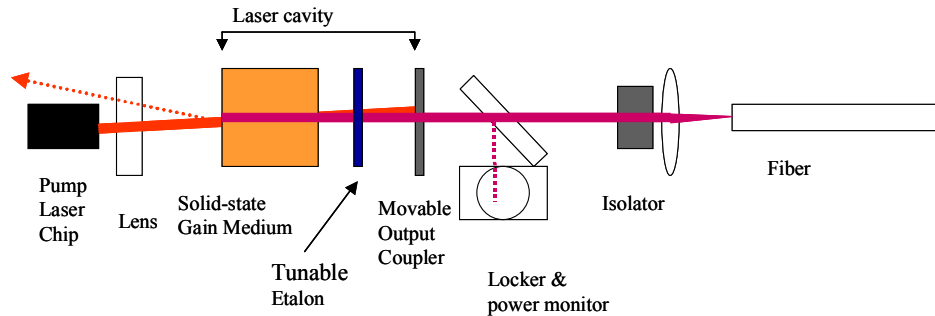 Laser cavity
Pump
Laser
Chip
Lens
Solid-state
Gain Medium
Tunable
Etalon
Movable
Output
Coupler
Locker &
power monitor
Isolator
Fiber